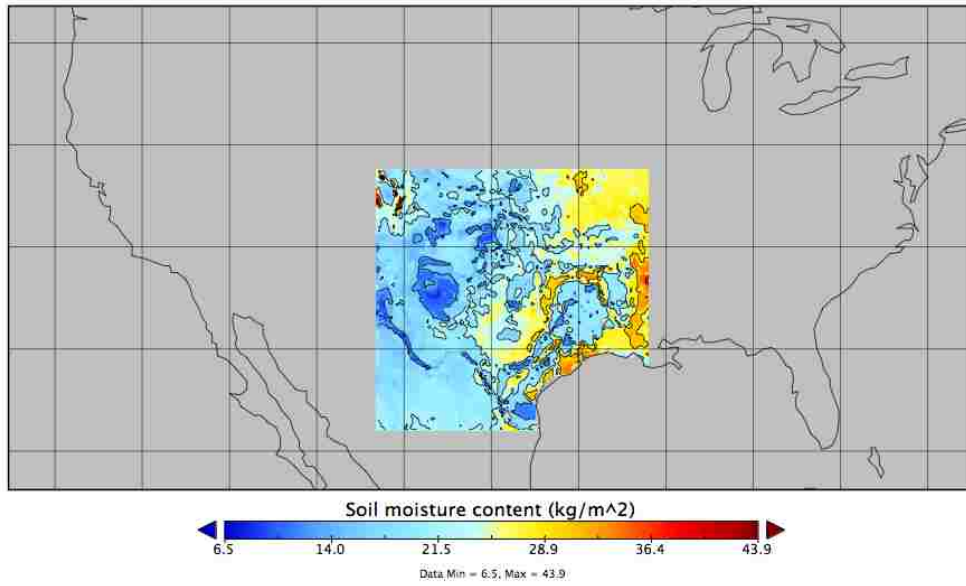 Soil moisture content (kg/m^2)
6.5 14.0 21.5 28.9 36.4 43.9
Data Min = 6.5, Max = 43.9